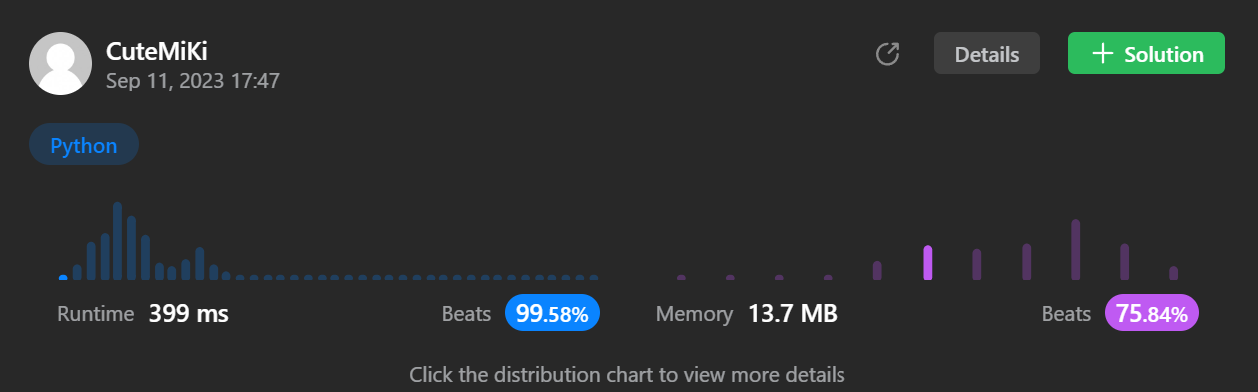 CuteMiKi
Sep 11, 2023 17:47
Details
+ Solution
Python
Runtime 399 ms Beats 99.58%
Memory 13.7 MB Beats 75.84%
Click the distribution chart to view more details